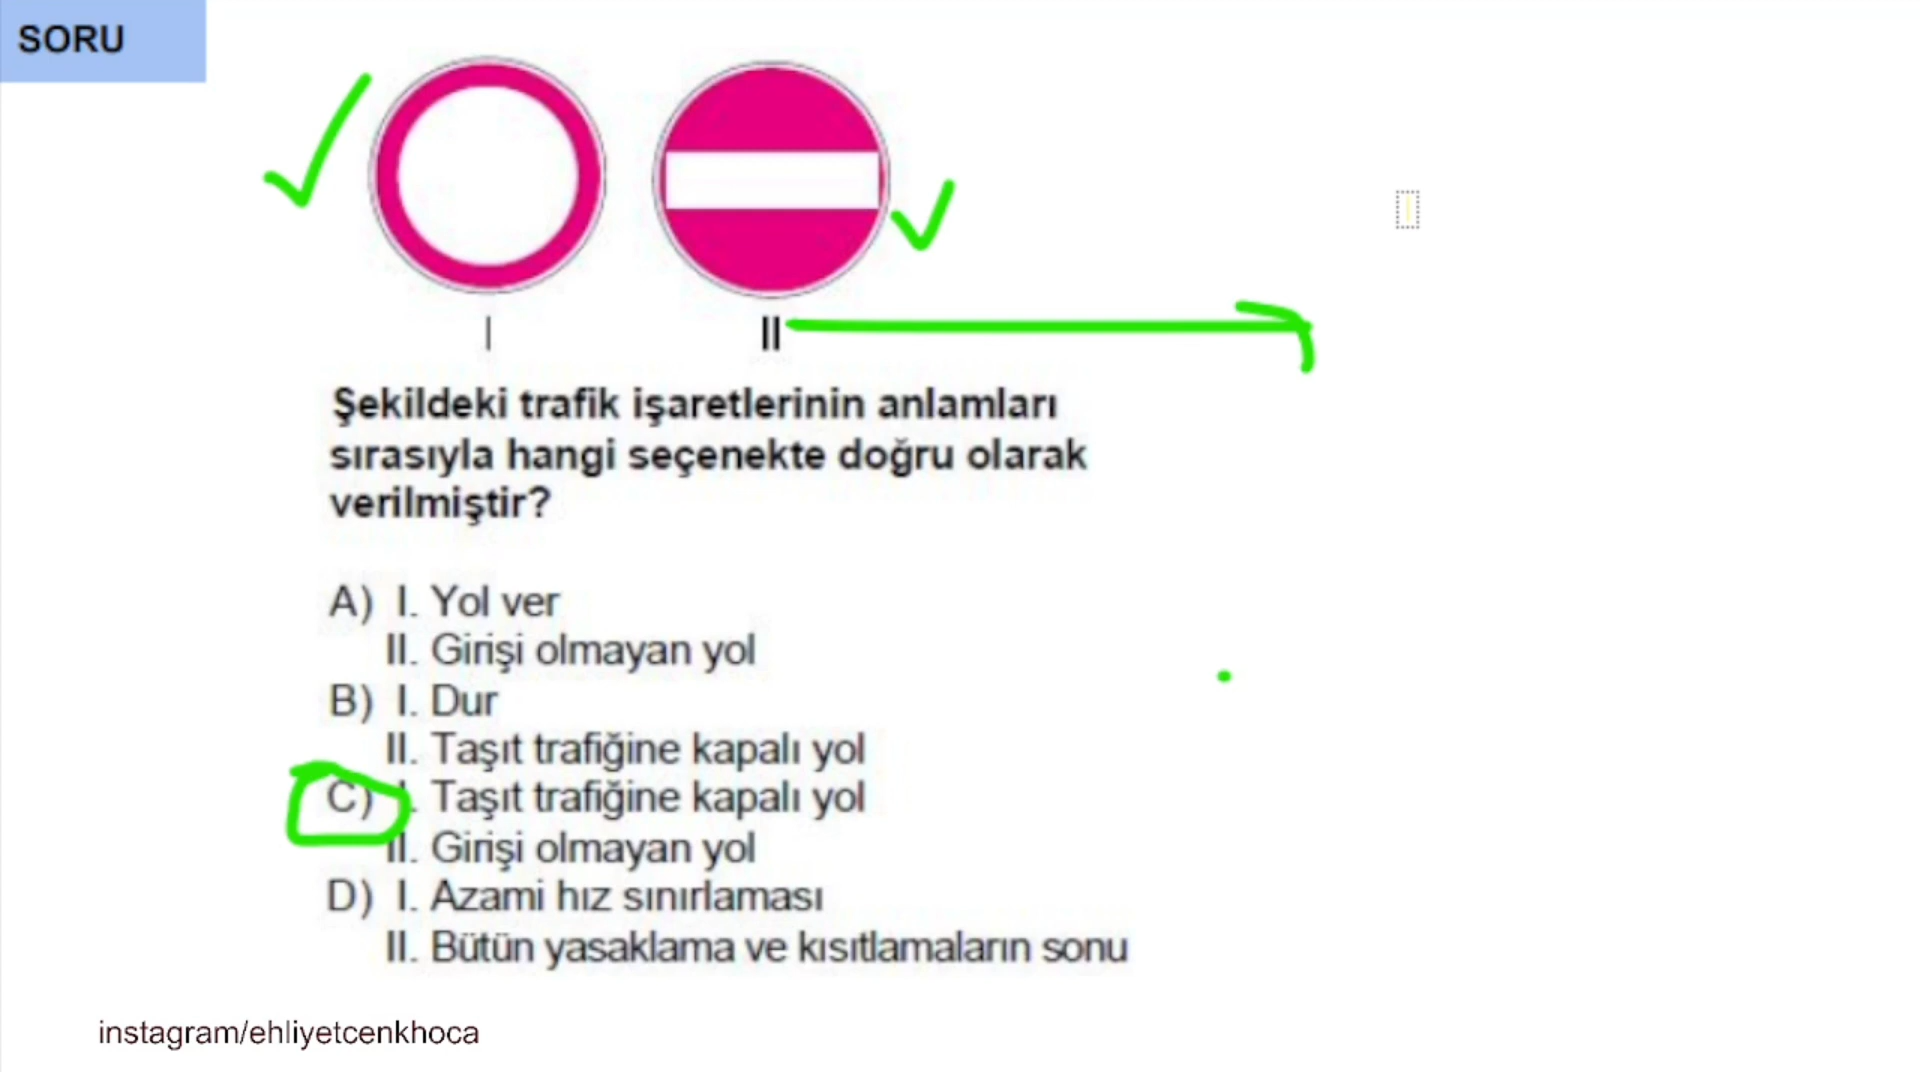 SORU
I II
Şekildeki trafik işaretlerinin anlamları
sırasıyla hangi seçenekte doğru olarak
verilmiştir?
A) I. Yol ver
II. Girişi olmayan yol
B) I. Dur
II. Taşıt trafiğine kapalı yol
C) I. Taşıt trafiğine kapalı yol
II. Girişi olmayan yol
D) I. Azami hız sınırlaması
II. Bütün yasaklama ve kısıtlamaların sonu
instagram/ehliyetcenkhoca